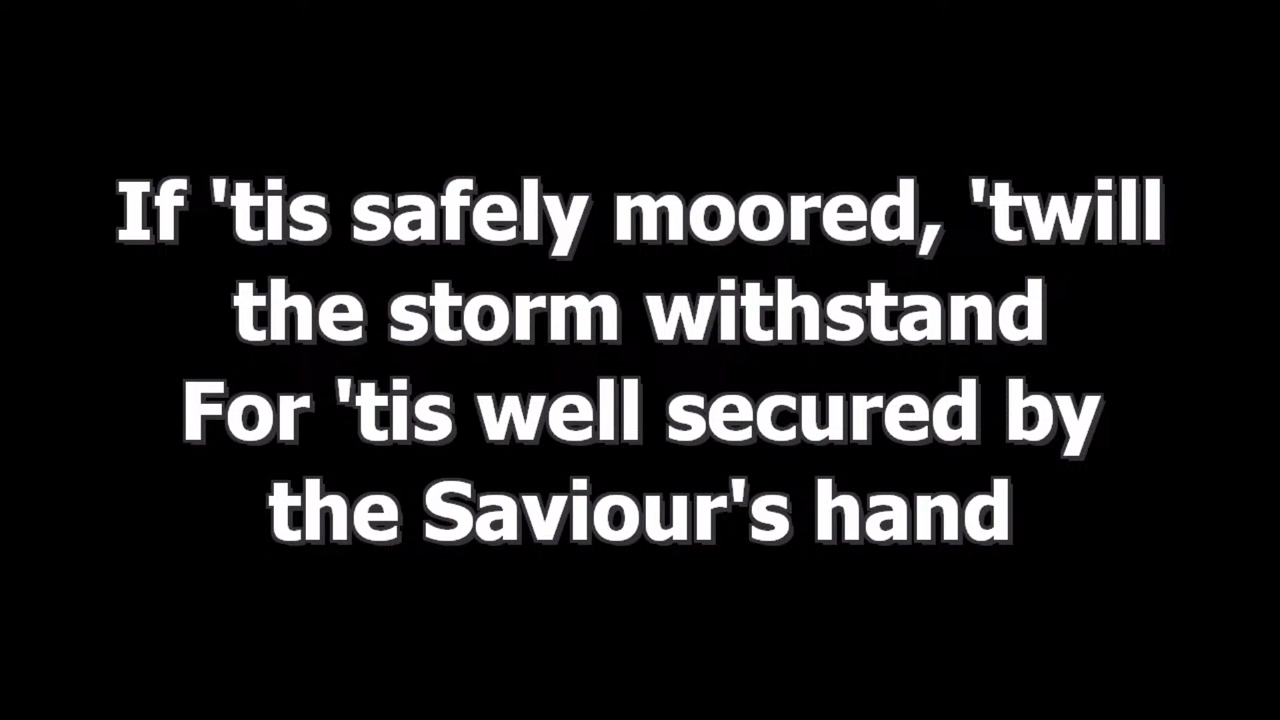 If 'tis safely moored, 'twill
the storm withstand
For 'tis well secured by
the Saviour's hand